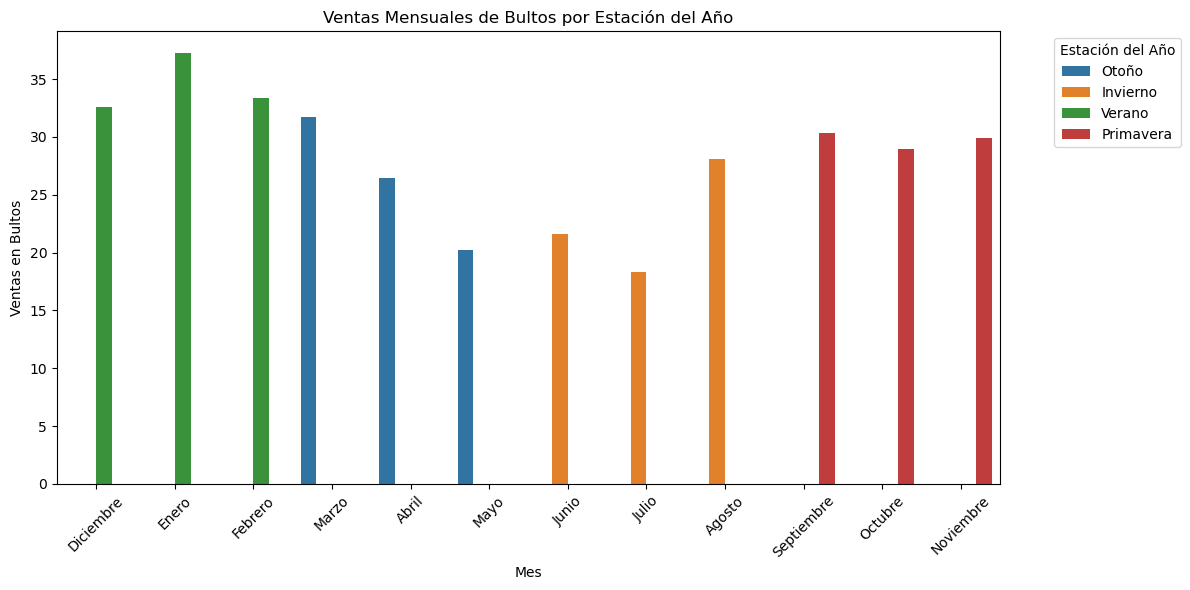 Ventas Mensuales de Bultos por Estación del Año
Estación del Año
Otoño
Invierno
Verano
Primavera
Ventas en Bultos
35
30
25
20
15
10
5
0
Diciembre
Enero
Febrero
Marzo
Abril
Mayo
Junio
Julio
Agosto
Septiembre
Octubre
Noviembre
Mes